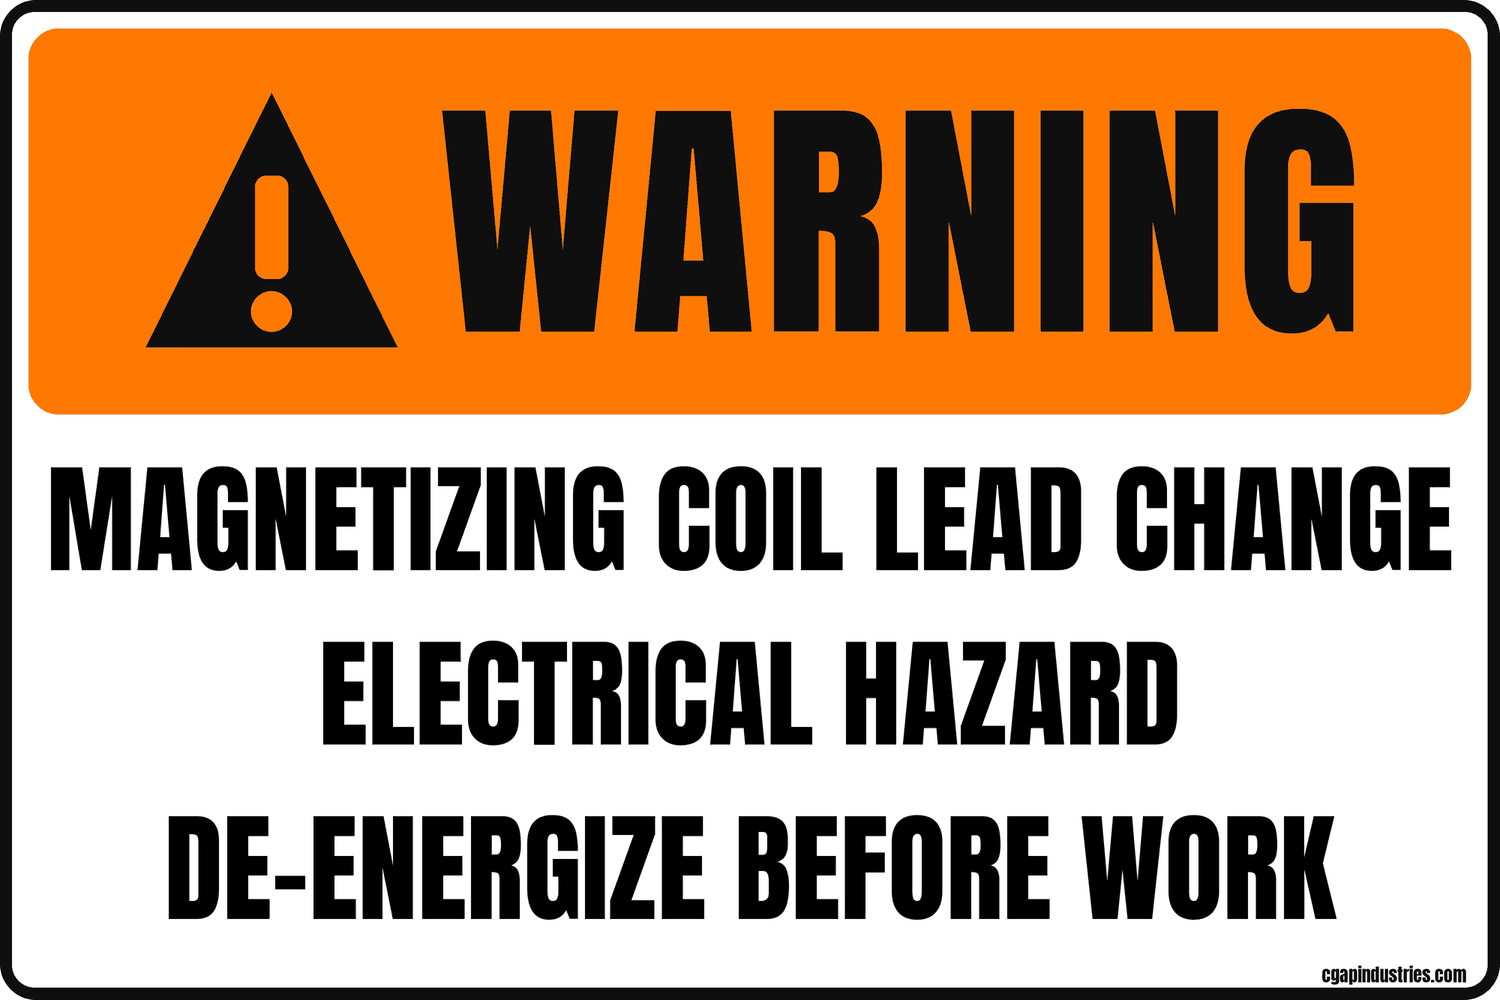 WARNING
MAGNETIZING COIL LEAD CHANGE
ELECTRICAL HAZARD
DE-ENERGIZE BEFORE WORK
cgapindustries.com